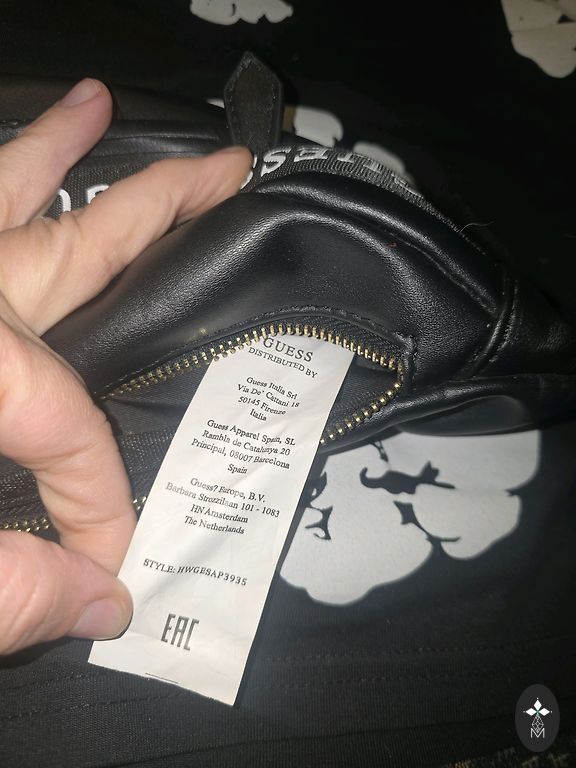 GUESS
DISTRIBUTED BY
Guess Italia Srl
Via De' Cattani 18
50145 Firenze
Italia
Guess Apparel Spain, SL
Rambla de Catalunya 20
Principal, 08007 Barcelona
Spain
Guess? Europe, B.V.
Barbara Strozzilaan 101 - 1083
HN Amsterdam
The Netherlands
STYLE: HWGESAP3935
EAC